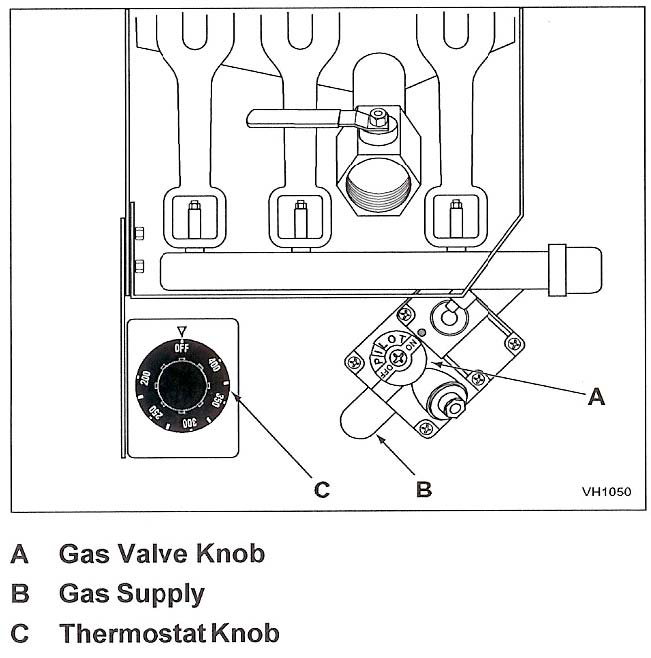 OFF
400
350
300
250
200
PILOT
ON
OFF
A
B
C
VH1050
A Gas Valve Knob
B Gas Supply
C Thermostat Knob